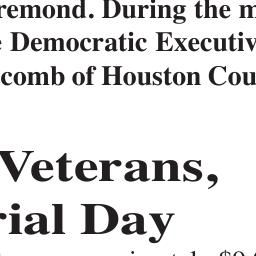 remond. During the m
Democratic Executiv
comb of Houston Cou
Veterans,
rial Day